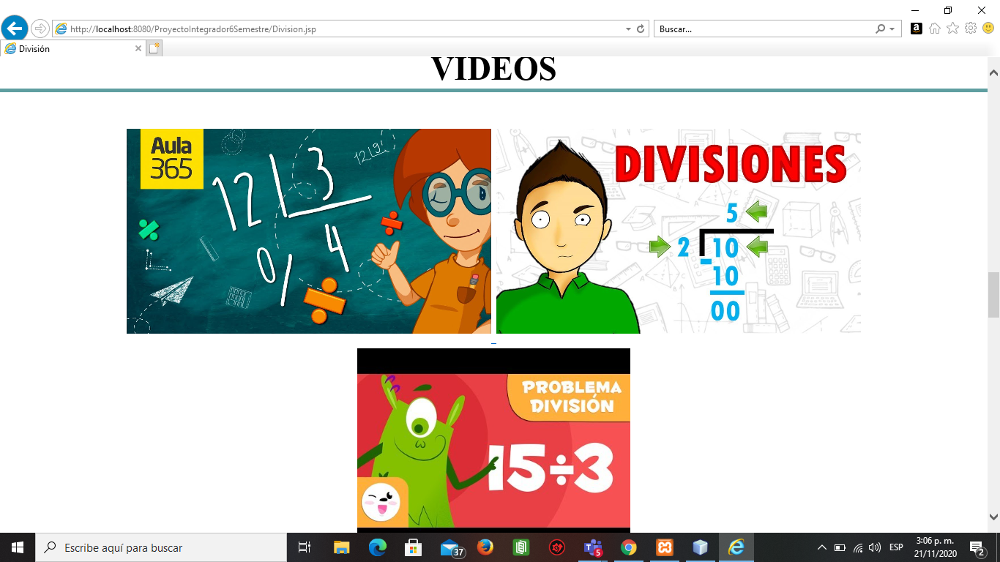 http://localhost:8080/ProyectoIntegrador6Semestre/Division.jsp
Buscar...
División
VIDEOS
Aula
365
12 3
0/ 4
12 9
DIVISIONES
5
2 10
-
10
00
PROBLEMA
DIVISIÓN
15÷3
Escribe aquí para buscar
37
5
ESP
3:06 p. m.
21/11/2020
2